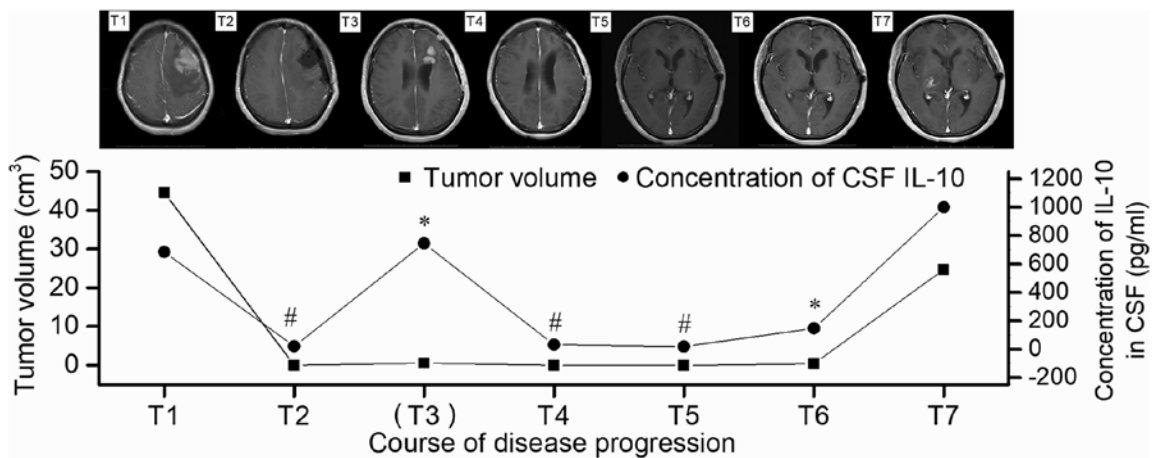 T1 T2 T3 T4 T5 T6 T7
■ Tumor volume ● Concentration of CSF IL-10
Tumor volume (cm³)
50
40
30
20
10
0
# * # # *
1200
1000
800
600
400
200
0
-200
Concentration of IL-10
in CSF (pg/ml)
T1 T2 (T3) T4 T5 T6 T7
Course of disease progression